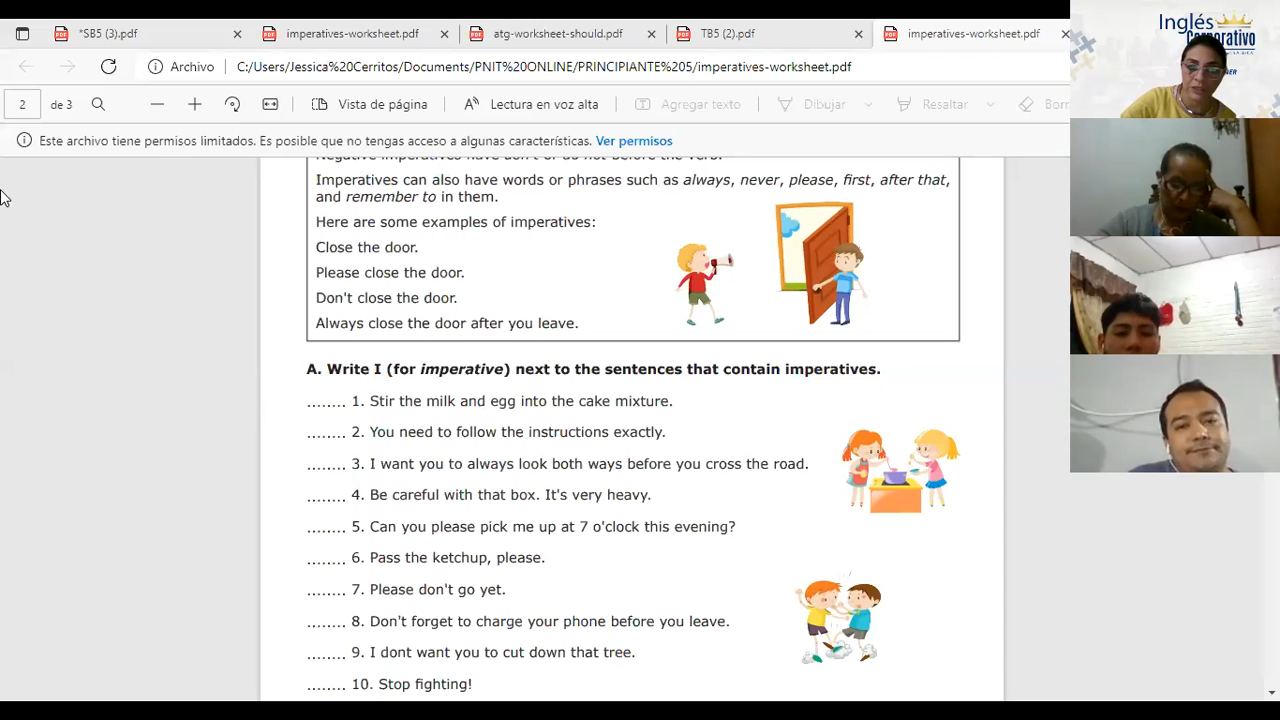 *SB5 (3).pdf
imperatives-worksheet.pdf
atg-worksheet-should.pdf
TB5 (2).pdf
imperatives-worksheet.pdf
Inglés
Corporativo
Archivo
C:/Users/Jessica%20Cerritos/Documents/PNIT%20ONLINE/PRINCIPIANTE%205/imperatives-worksheet.pdf
2 de 3
Vista de página
Lectura en voz alta
Agregar texto
Dibujar
Resaltar
Este archivo tiene permisos limitados. Es posible que no tengas acceso a algunas características. Ver permisos
Negative imperatives have don't or do not before the verb.
Imperatives can also have words or phrases such as always, never, please, first, after that,
and remember to in them.
Here are some examples of imperatives:
Close the door.
Please close the door.
Don't close the door.
Always close the door after you leave.
A. Write I (for imperative) next to the sentences that contain imperatives.
........ 1. Stir the milk and egg into the cake mixture.
........ 2. You need to follow the instructions exactly.
........ 3. I want you to always look both ways before you cross the road.
........ 4. Be careful with that box. It's very heavy.
........ 5. Can you please pick me up at 7 o'clock this evening?
........ 6. Pass the ketchup, please.
........ 7. Please don't go yet.
........ 8. Don't forget to charge your phone before you leave.
........ 9. I dont want you to cut down that tree.
........ 10. Stop fighting!